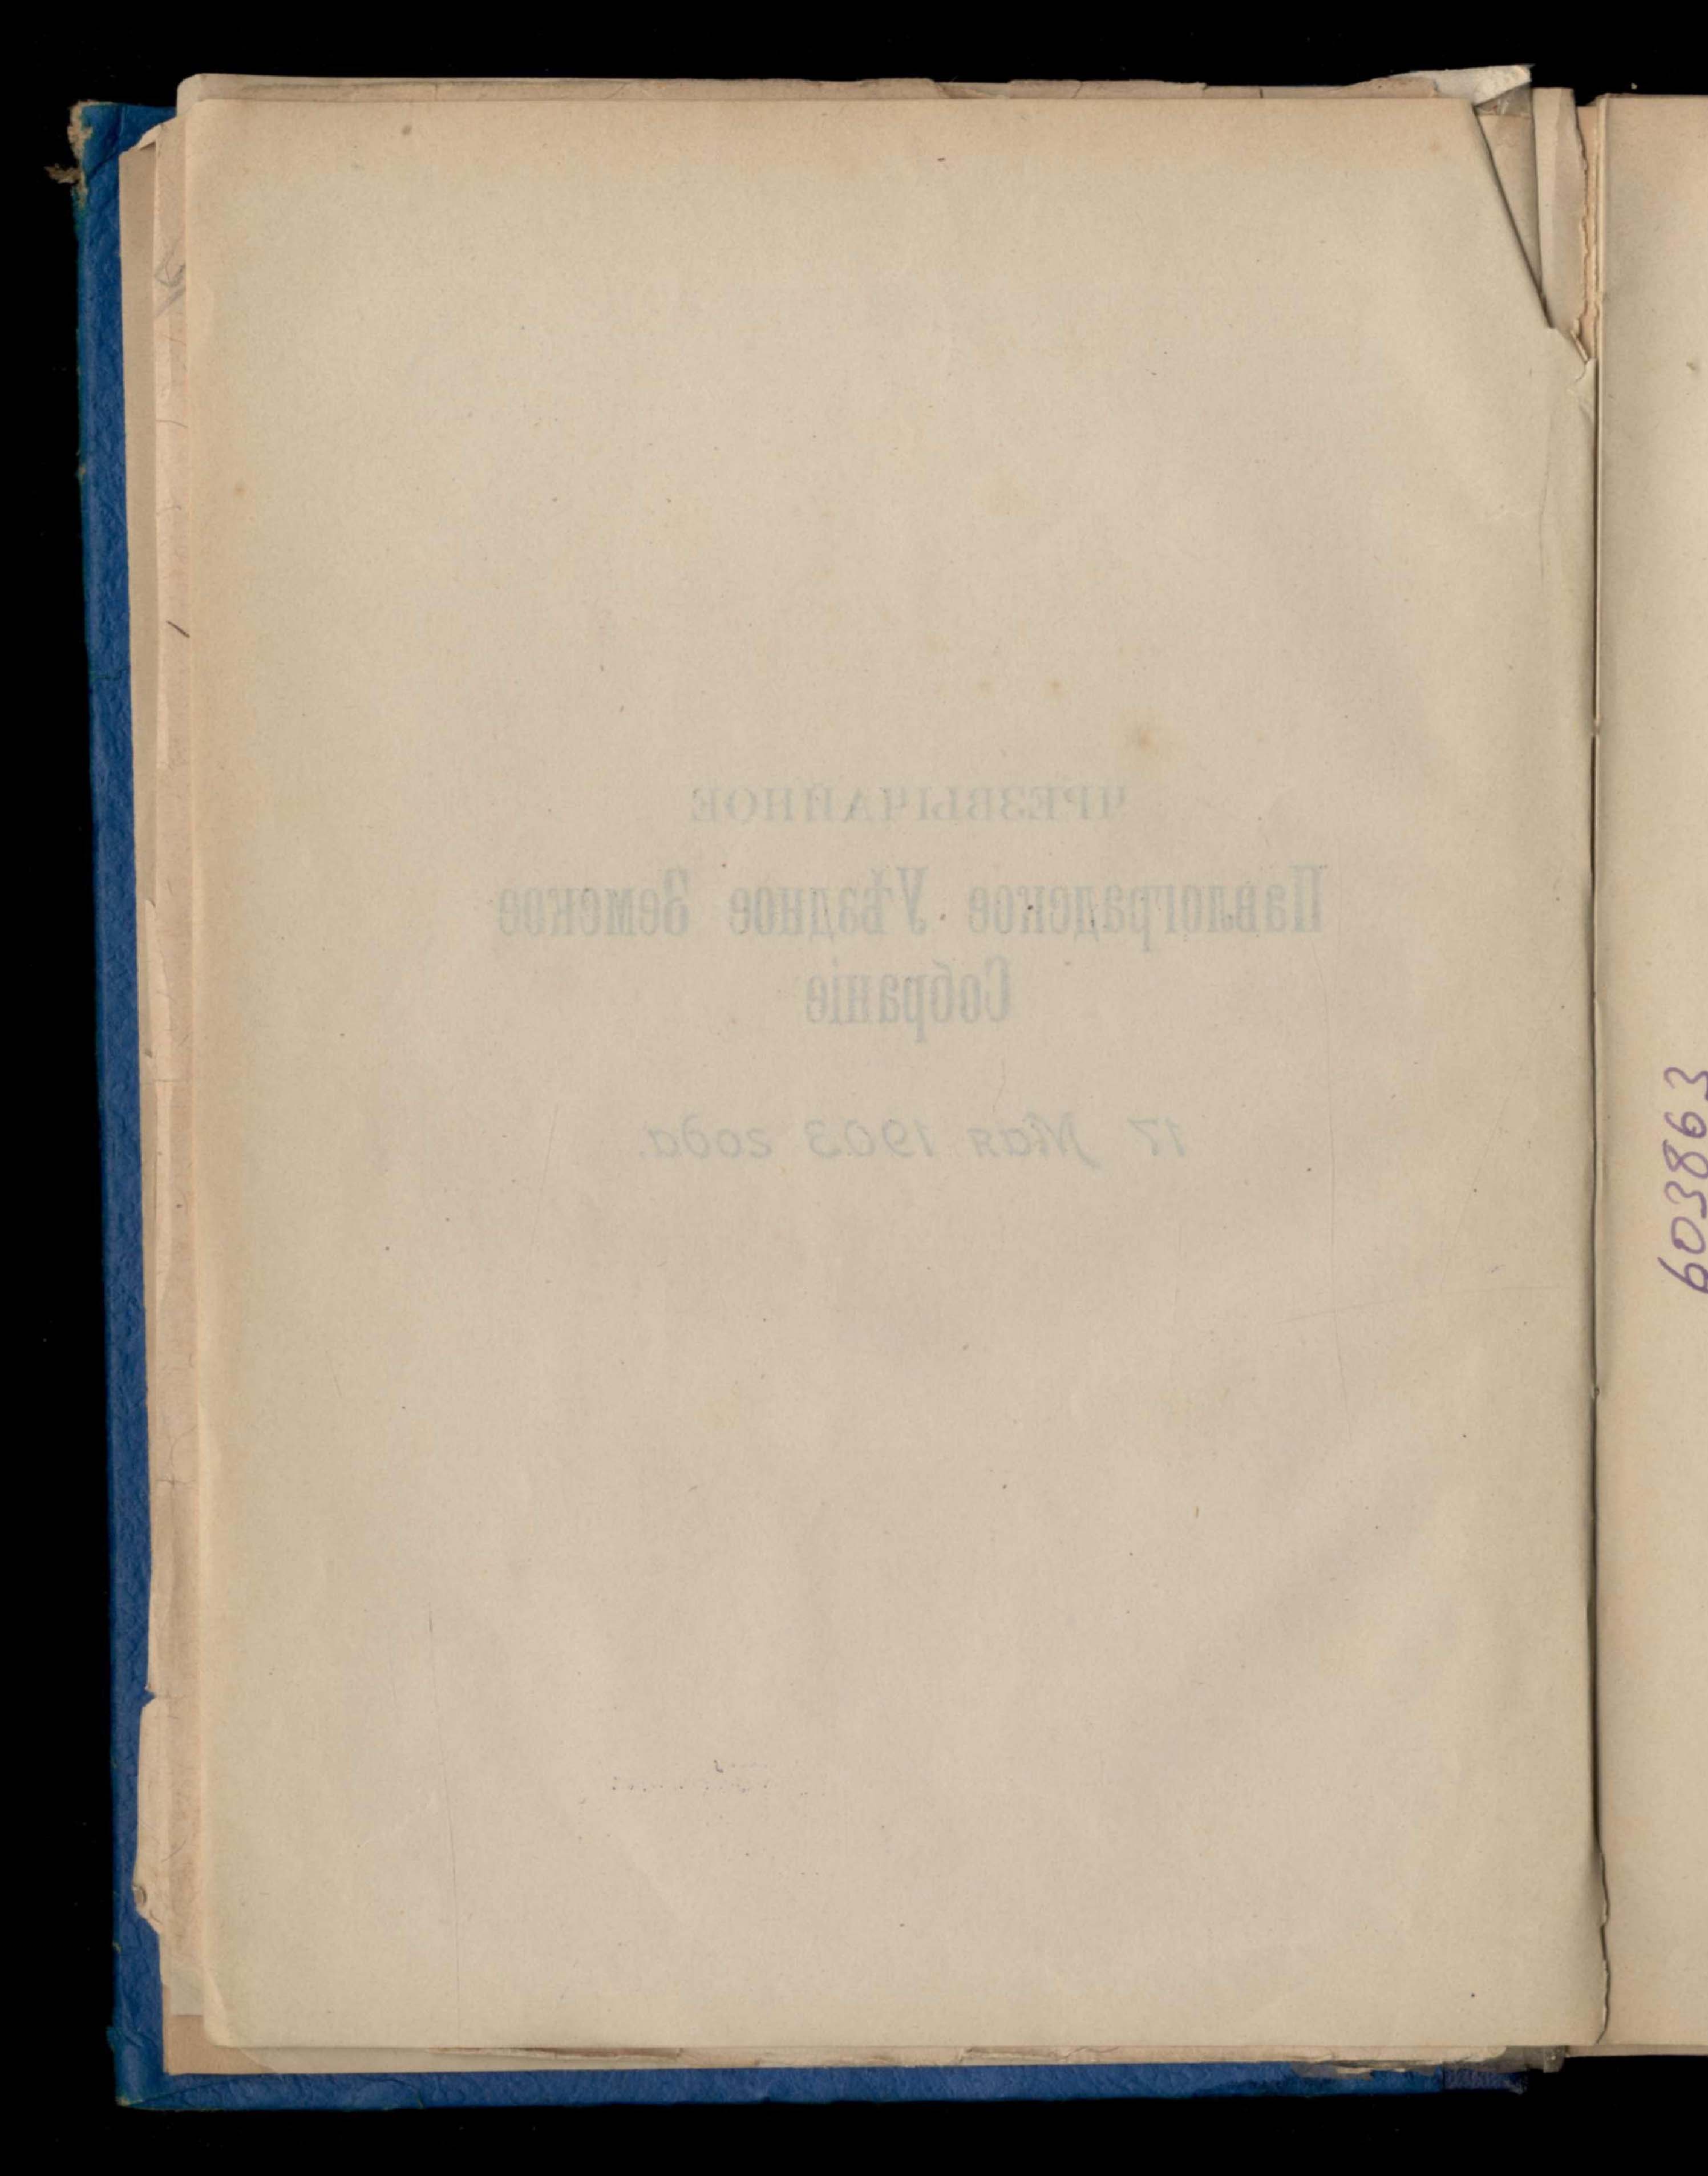 ЧРЕЗВЫЧАЙНОЕ
Павлоградское Уѣздное Земское
Собраніе
17 Мая 1903 года.
603863